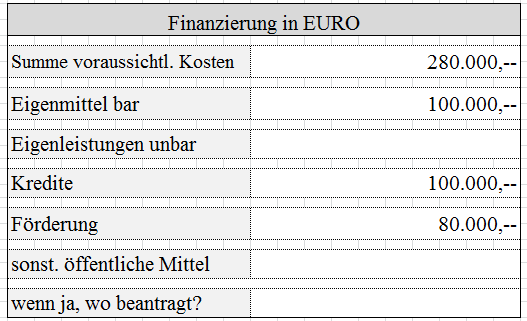 Finanzierung in EURO
Summe voraussichtl. Kosten 280.000,--
Eigenmittel bar 100.000,--
Eigenleistungen unbar
Kredite 100.000,--
Förderung 80.000,--
sonst. öffentliche Mittel
wenn ja, wo beantragt?